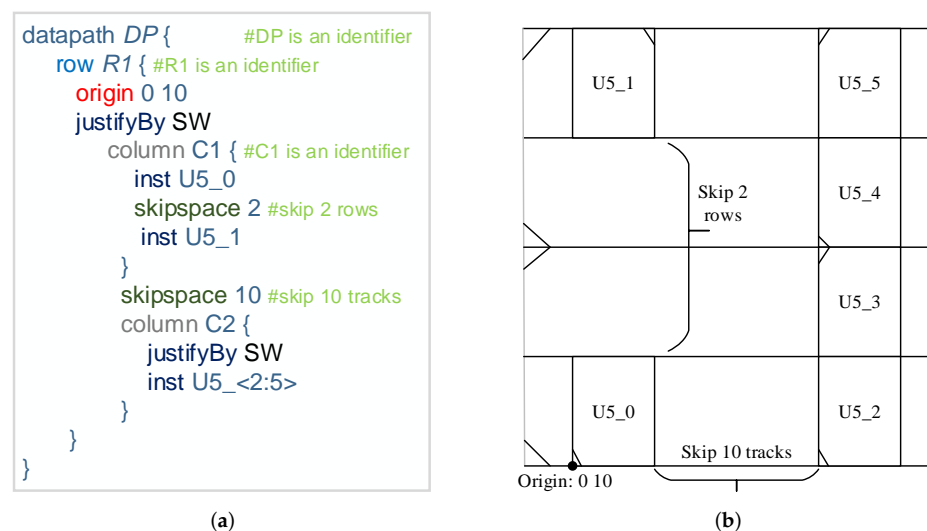 datapath DP { #DP is an identifier
row R1 { #R1 is an identifier
origin 0 10
justifyBy SW
column C1 { #C1 is an identifier
inst U5_0
skipspace 2 #skip 2 rows
inst U5_1
}
skipspace 10 #skip 10 tracks
column C2 {
justifyBy SW
inst U5_<2:5>
}
}
}
(a)
U5_1
U5_5
Skip 2
rows
U5_4
U5_3
U5_0
U5_2
Skip 10 tracks
Origin: 0 10
(b)